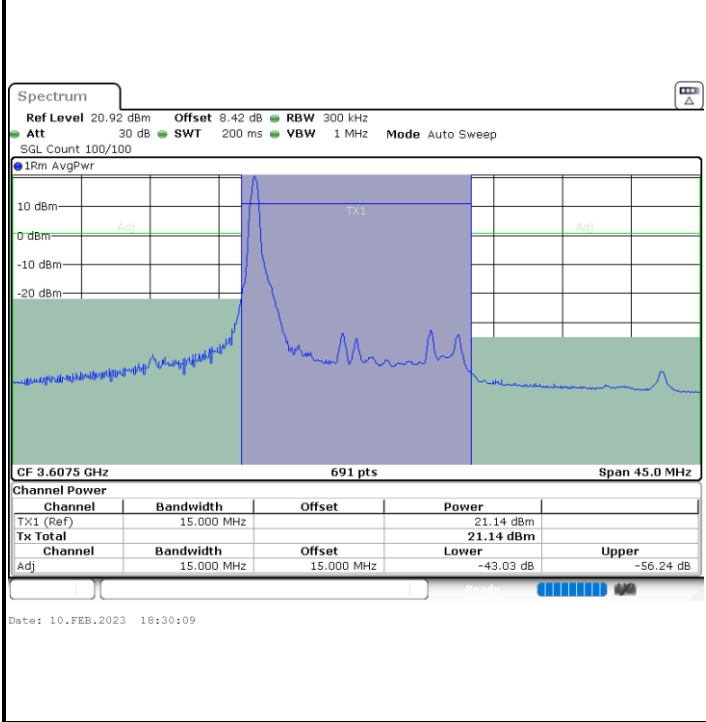 Spectrum
Ref Level 20.92 dBm Offset 8.42 dB RBW 300 kHz
Att 30 dB SWT 200 ms VBW 1 MHz Mode Auto Sweep
SGL Count 100/100
1Rm AvgPwr
10 dBm
TX1
Adj Adj
0 dBm
-10 dBm
-20 dBm
CF 3.6075 GHz 691 pts Span 45.0 MHz
Channel Power
Channel Bandwidth Offset Power
TX1 (Ref) 15.000 MHz 21.14 dBm
Tx Total 21.14 dBm
Channel Bandwidth Offset Lower Upper
Adj 15.000 MHz 15.000 MHz -43.03 dB -56.24 dB
Ready
Date: 10.FEB.2023 18:30:09